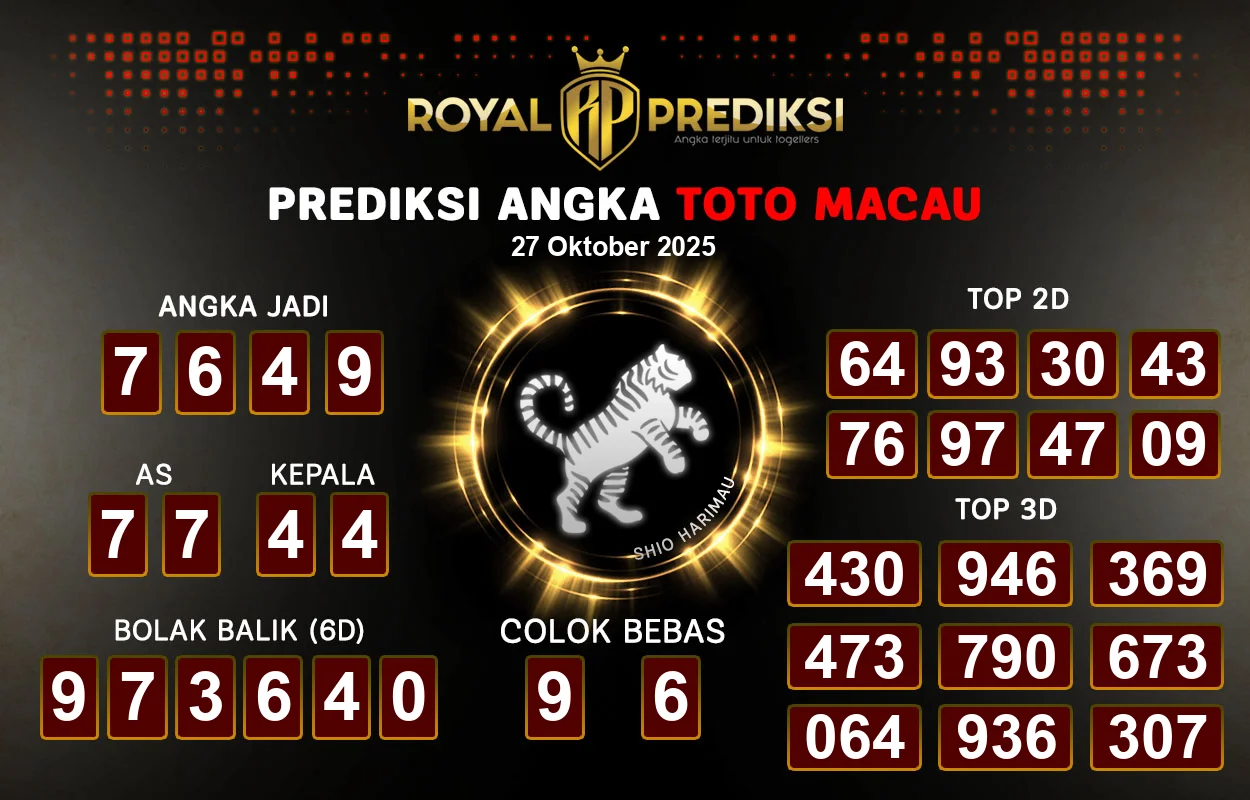 ROYAL RP PREDIKSI
Angka terjitu untuk togellers
PREDIKSI ANGKA TOTO MACAU
27 Oktober 2025
ANGKA JADI
7 6 4 9
AS
7 7
KEPALA
4 4
BOLAK BALIK (6D)
9 7 3 6 4 0
SHIO HARIMAU
COLOK BEBAS
9 6
TOP 2D
64 93 30 43
76 97 47 09
TOP 3D
430 946 369
473 790 673
064 936 307